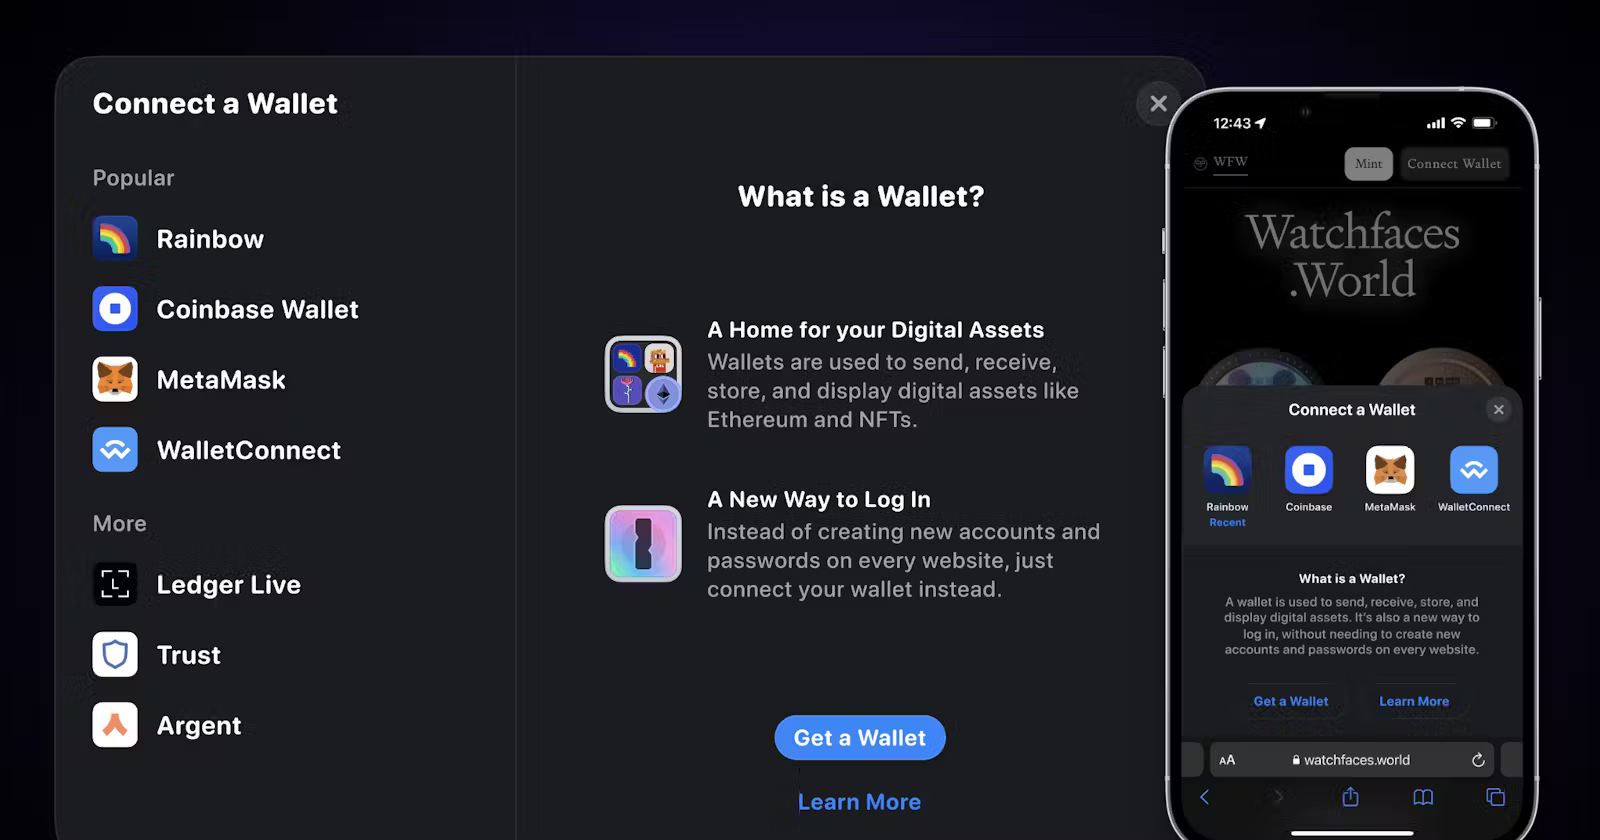 Connect a Wallet
Popular
Rainbow
Coinbase Wallet
MetaMask
WalletConnect
More
Ledger Live
Trust
Argent
What is a Wallet?
A Home for your Digital Assets
Wallets are used to send, receive,
store, and display digital assets like
Ethereum and NFTs.
A New Way to Log In
Instead of creating new accounts and
passwords on every website, just
connect your wallet instead.
Get a Wallet
Learn More
12:43
WFW
Mint
Connect Wallet
Watchfaces
.World
Connect a Wallet
Rainbow
Recent
Coinbase
MetaMask
WalletConnect
What is a Wallet?
A wallet is used to send, receive, store, and
display digital assets. It's also a new way to
log in, without needing to create new
accounts and passwords on every website.
Get a Wallet
Learn More
AA
watchfaces.world